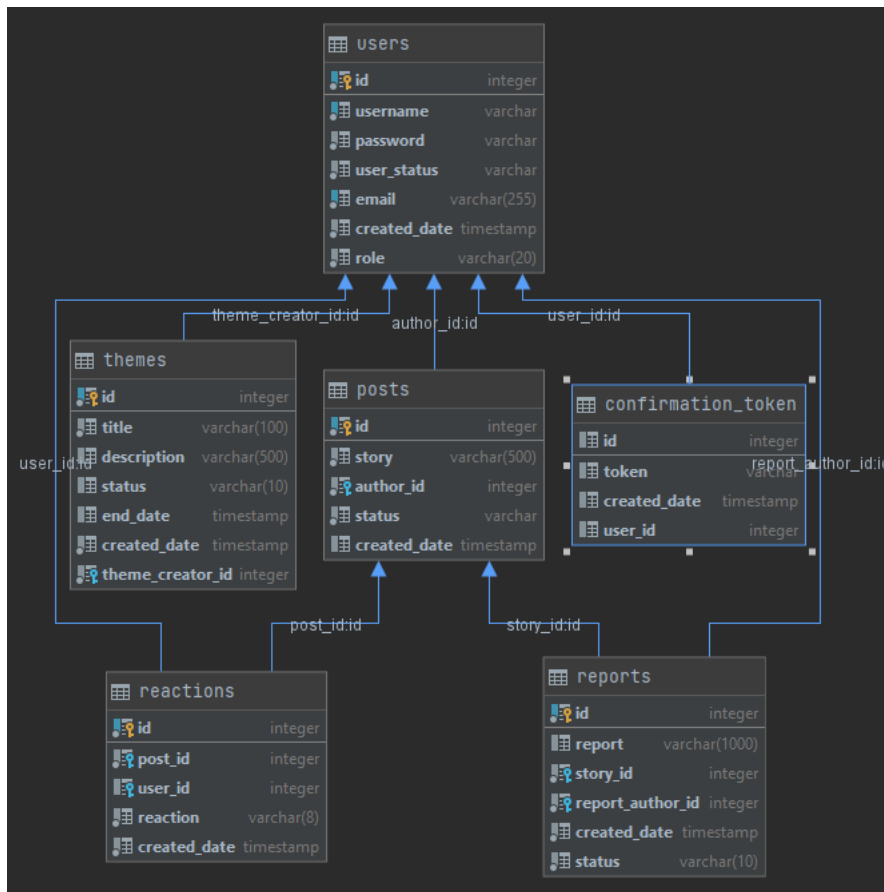 users
id integer
username varchar
password varchar
user_status varchar
email varchar(255)
created_date timestamp
role varchar(20)
theme_creator_id:id
author_id:id
user_id:id
themes
id integer
title varchar(100)
description varchar(500)
status varchar(10)
end_date timestamp
created_date timestamp
theme_creator_id integer
posts
id integer
story varchar(500)
author_id integer
status varchar
created_date timestamp
confirmation_token
id integer
token varchar
created_date timestamp
user_id integer
user_id:id
report_author_id:id
post_id:id
story_id:id
reactions
id integer
post_id integer
user_id integer
reaction varchar(8)
created_date timestamp
reports
id integer
report varchar(1000)
story_id integer
report_author_id integer
created_date timestamp
status varchar(10)